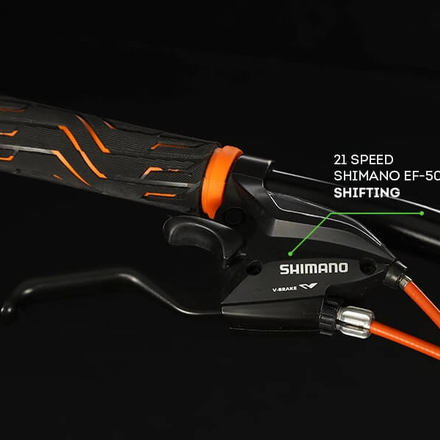 21 SPEED
SHIMANO EF-50
SHIFTING
SHIMANO
V-BRAKE